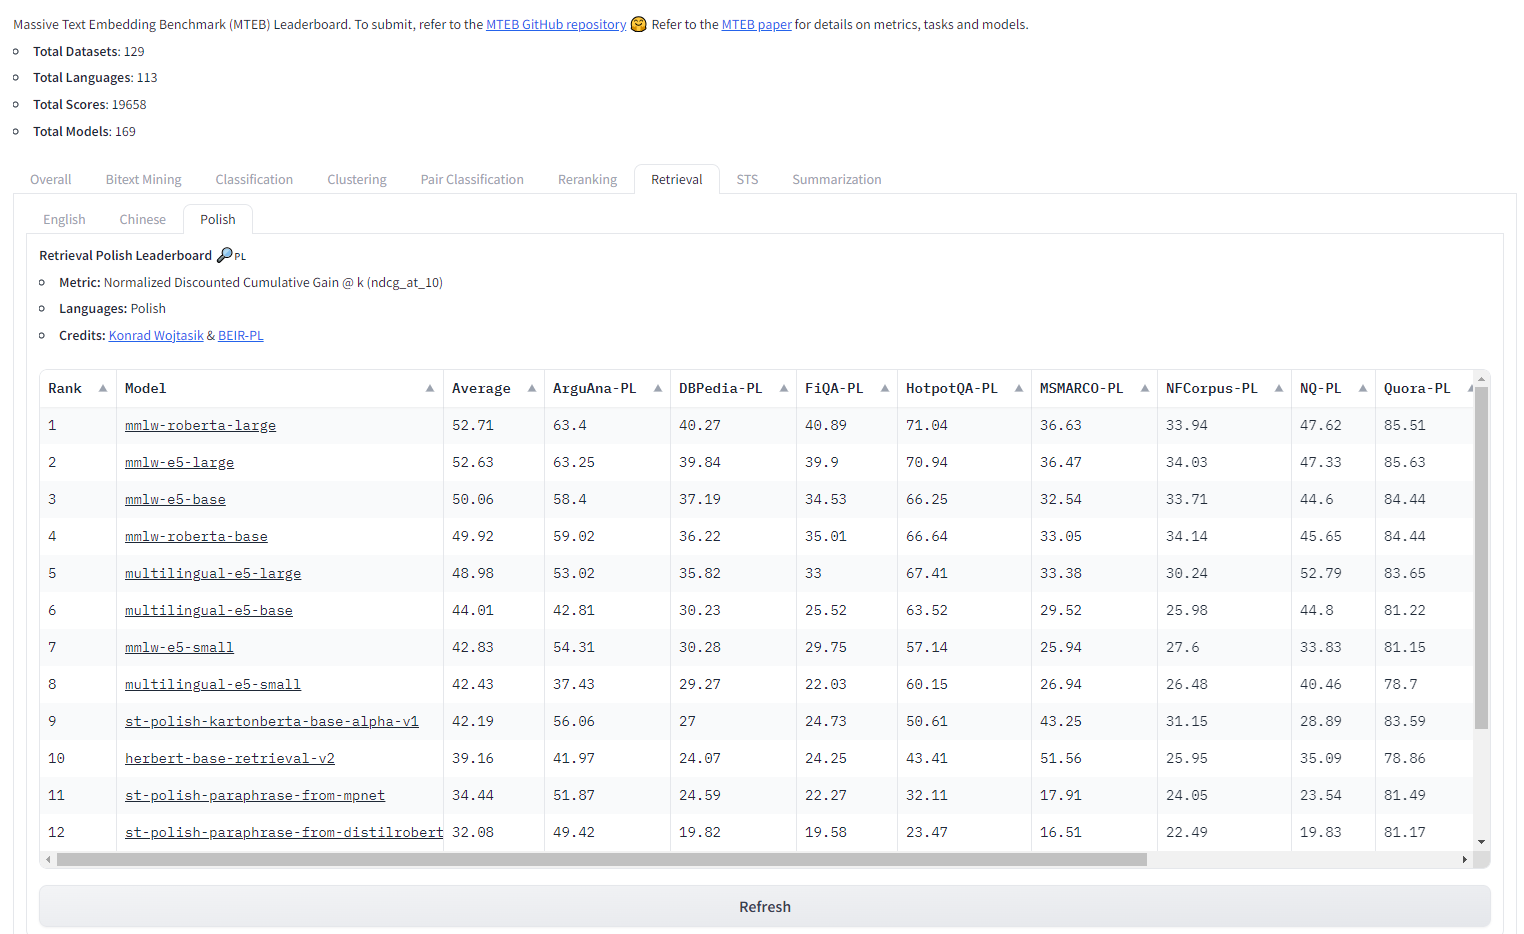 Massive Text Embedding Benchmark (MTEB) Leaderboard. To submit, refer to the MTEB GitHub repository 🤗 Refer to the MTEB paper for details on metrics, tasks and models.
Total Datasets: 129
Total Languages: 113
Total Scores: 19658
Total Models: 169
Overall Bitext Mining Classification Clustering Pair Classification Reranking Retrieval STS Summarization
English Chinese Polish
Retrieval Polish Leaderboard 🔎 PL
Metric: Normalized Discounted Cumulative Gain @ k (ndcg_at_10)
Languages: Polish
Credits: Konrad Wojtasik & BEIR-PL
Rank Model Average ArguAna-PL DBPedia-PL FiQA-PL HotpotQA-PL MSMARCO-PL NFCorpus-PL NQ-PL Quora-PL
1 mmlw-roberta-large 52.71 63.4 40.27 40.89 71.04 36.63 33.94 47.62 85.51
2 mmlw-e5-large 52.63 63.25 39.84 39.9 70.94 36.47 34.03 47.33 85.63
3 mmlw-e5-base 50.06 58.4 37.19 34.53 66.25 32.54 33.71 44.6 84.44
4 mmlw-roberta-base 49.92 59.02 36.22 35.01 66.64 33.05 34.14 45.65 84.44
5 multilingual-e5-large 48.98 53.02 35.82 33 67.41 33.38 30.24 52.79 83.65
6 multilingual-e5-base 44.01 42.81 30.23 25.52 63.52 29.52 25.98 44.8 81.22
7 mmlw-e5-small 42.83 54.31 30.28 29.75 57.14 25.94 27.6 33.83 81.15
8 multilingual-e5-small 42.43 37.43 29.27 22.03 60.15 26.94 26.48 40.46 78.7
9 st-polish-kartonberta-base-alpha-v1 42.19 56.06 27 24.73 50.61 43.25 31.15 28.89 83.59
10 herbert-base-retrieval-v2 39.16 41.97 24.07 24.25 43.41 51.56 25.95 35.09 78.86
11 st-polish-paraphrase-from-mpnet 34.44 51.87 24.59 22.27 32.11 17.91 24.05 23.54 81.49
12 st-polish-paraphrase-from-distilrobert 32.08 49.42 19.82 19.58 23.47 16.51 22.49 19.83 81.17
Refresh